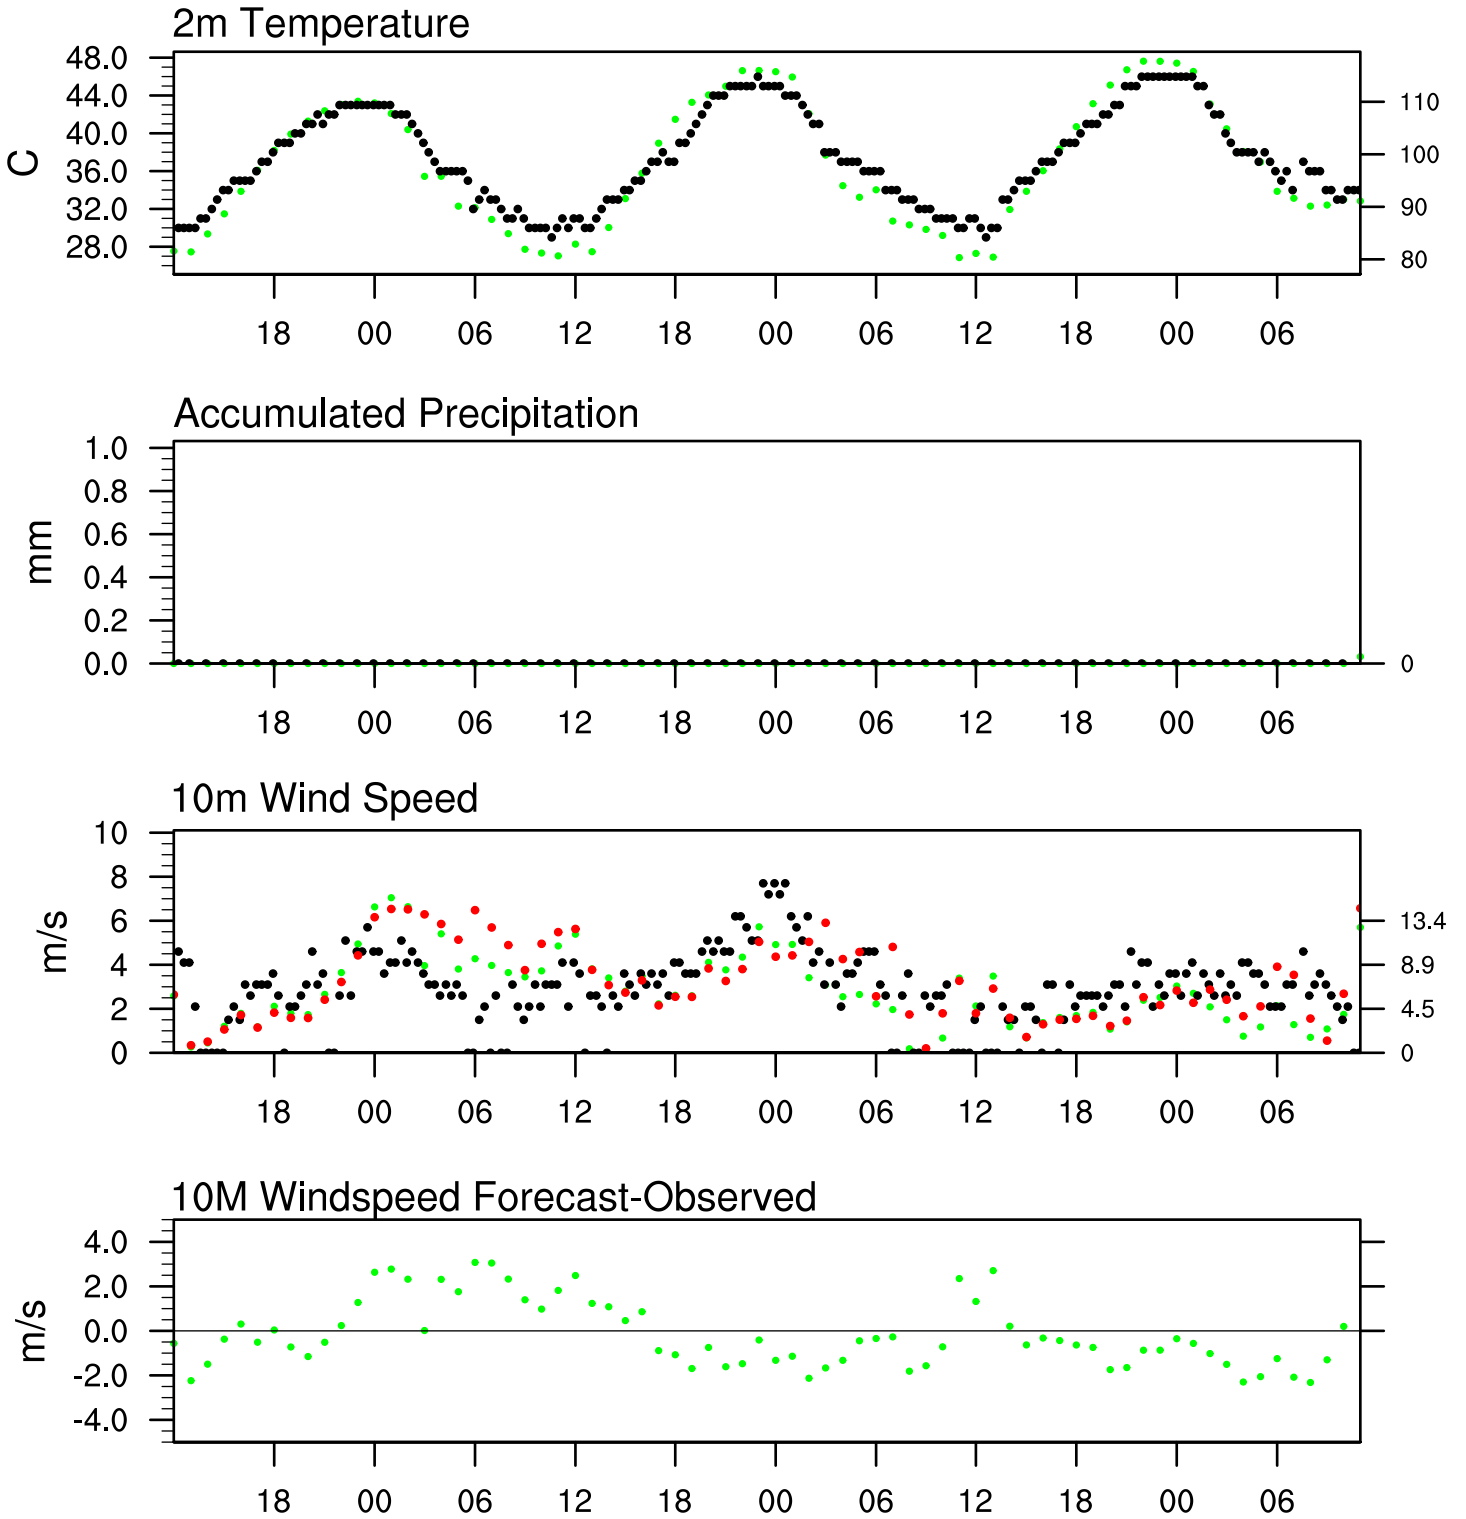 2m Temperature
48.0
44.0
40.0
36.0
32.0
28.0
C
110
100
90
80
18 00 06 12 18 00 06 12 18 00 06
Accumulated Precipitation
1.0
0.8
0.6
0.4
0.2
0.0
mm
0
18 00 06 12 18 00 06 12 18 00 06
10m Wind Speed
10
8
6
4
2
0
m/s
13.4
8.9
4.5
0
18 00 06 12 18 00 06 12 18 00 06
10M Windspeed Forecast-Observed
4.0
2.0
0.0
-2.0
-4.0
m/s
18 00 06 12 18 00 06 12 18 00 06